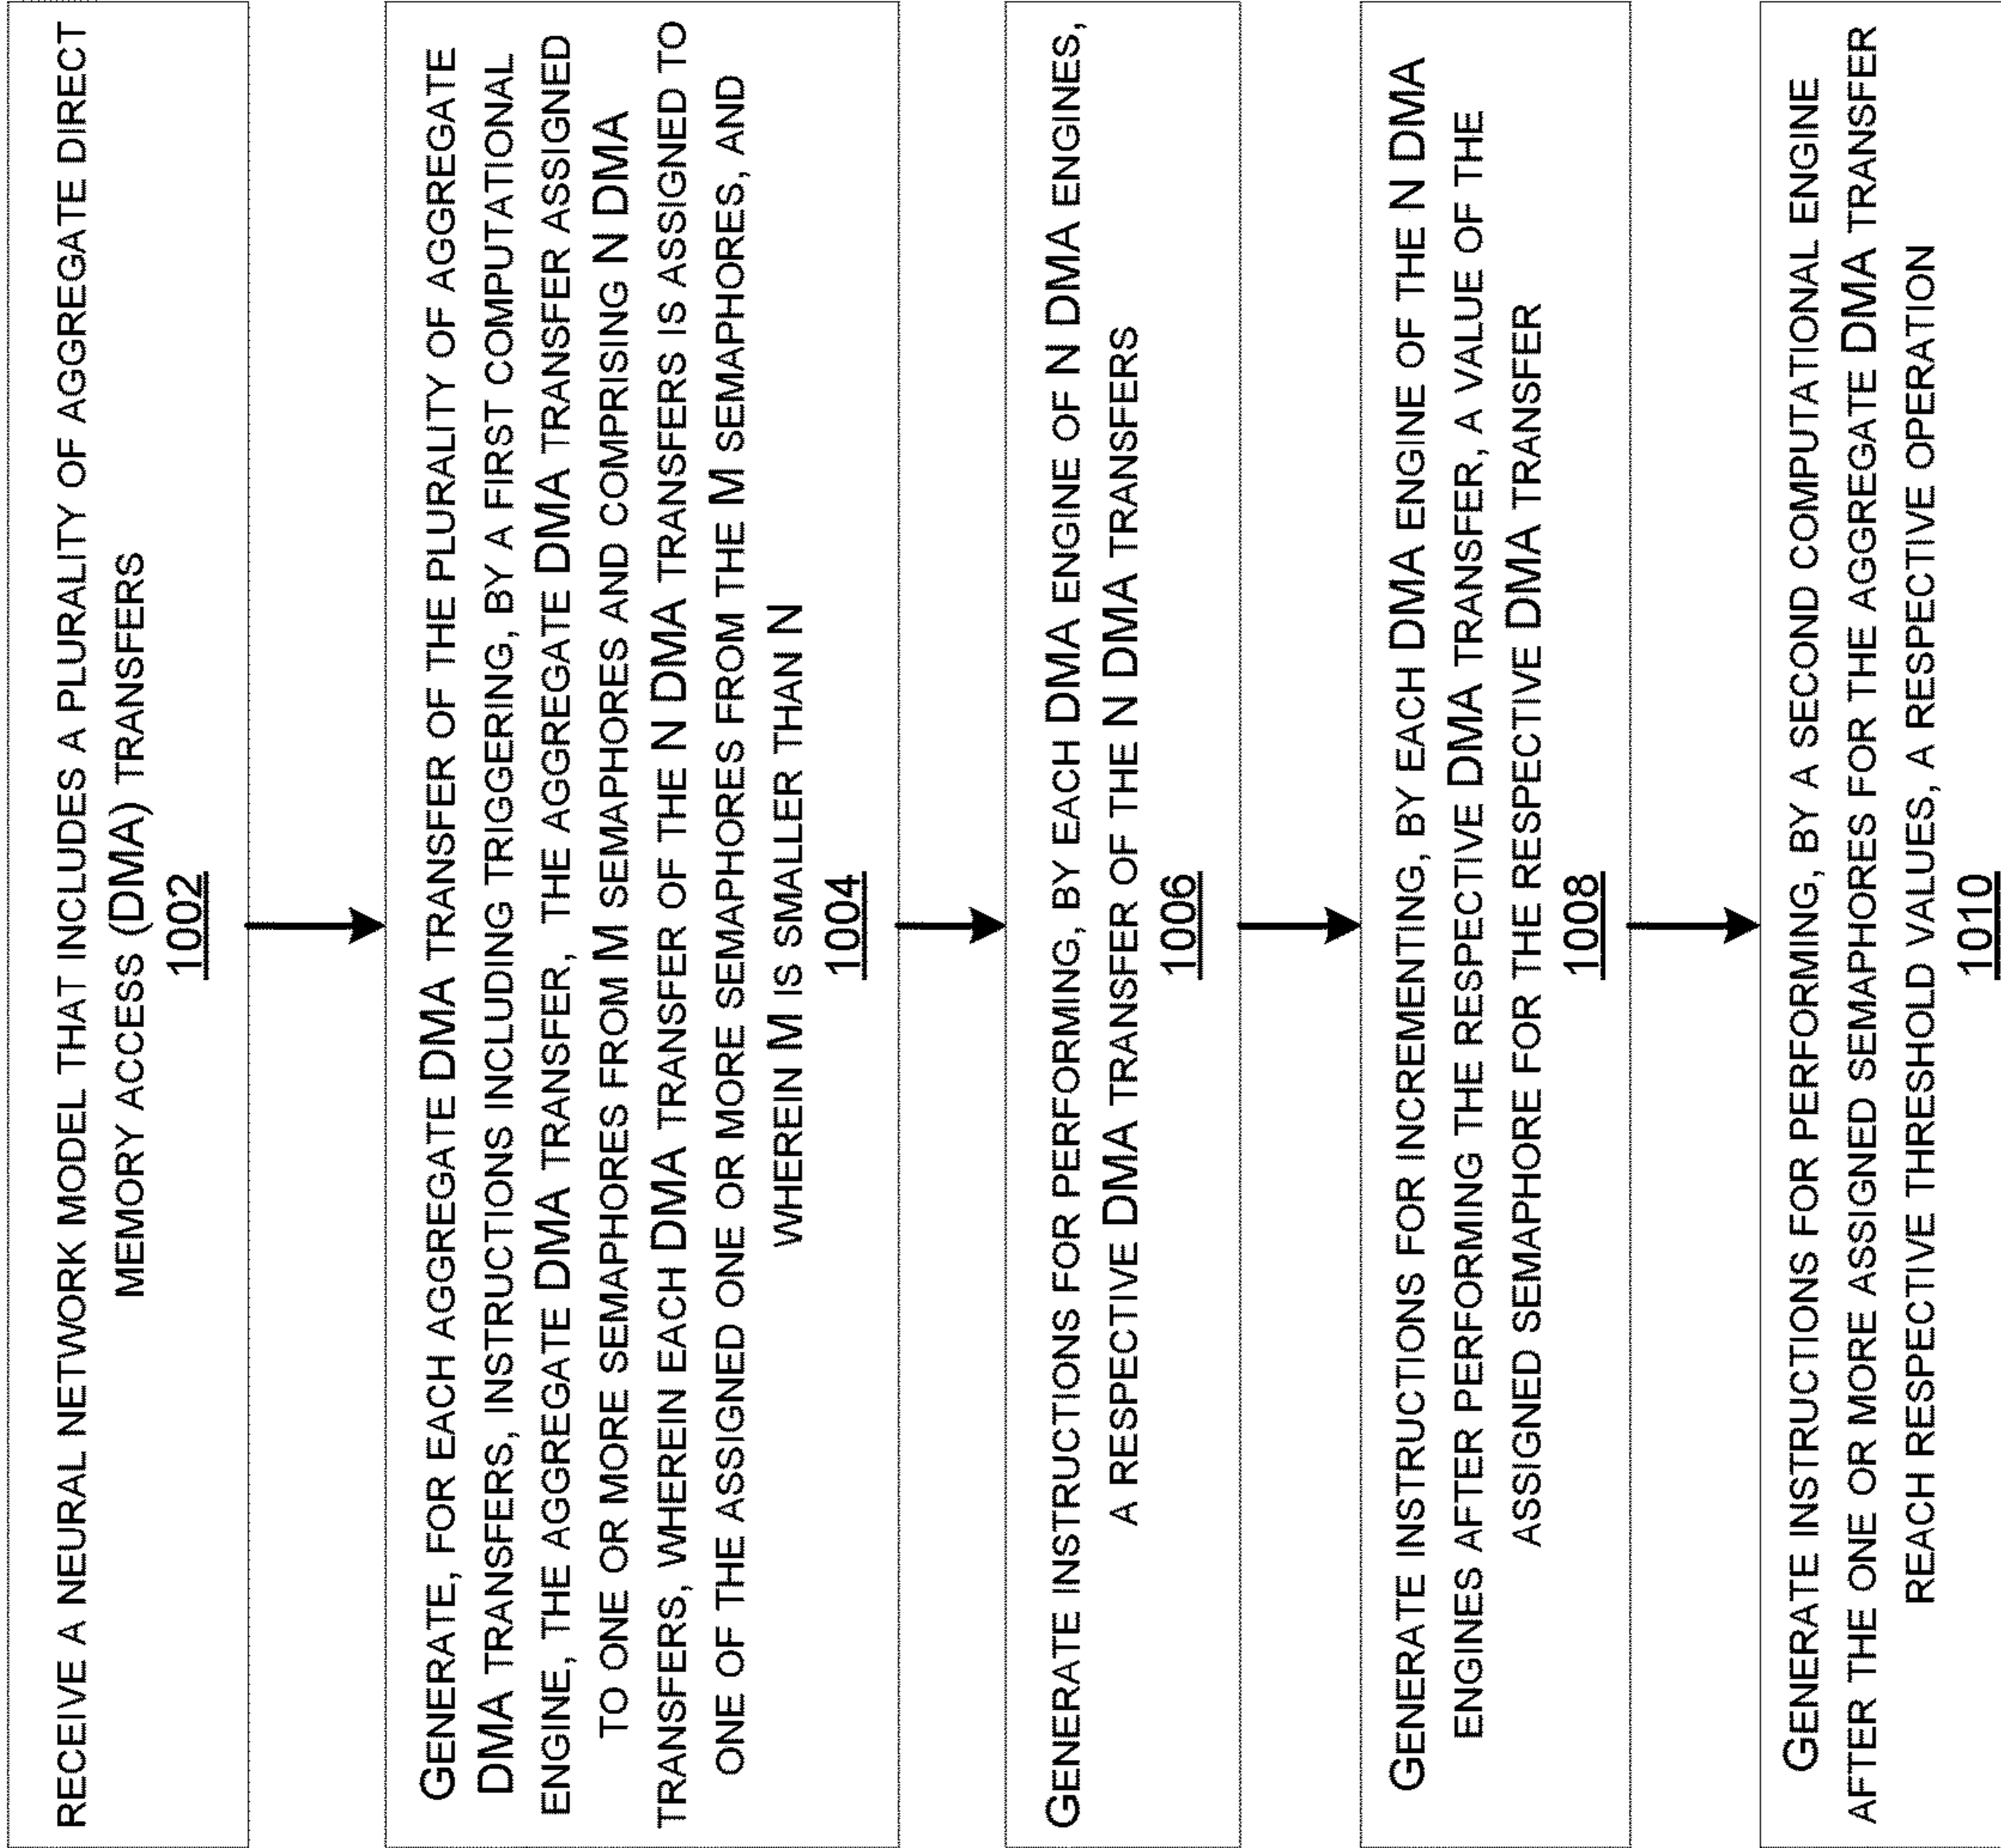 RECEIVE A NEURAL NETWORK MODEL THAT INCLUDES A PLURALITY OF AGGREGATE DIRECT
MEMORY ACCESS (DMA) TRANSFERS
1002
GENERATE, FOR EACH AGGREGATE DMA TRANSFER OF THE PLURALITY OF AGGREGATE
DMA TRANSFERS, INSTRUCTIONS INCLUDING TRIGGERING, BY A FIRST COMPUTATIONAL
ENGINE, THE AGGREGATE DMA TRANSFER, THE AGGREGATE DMA TRANSFER ASSIGNED
TO ONE OR MORE SEMAPHORES FROM M SEMAPHORES AND COMPRISING N DMA
TRANSFERS, WHEREIN EACH DMA TRANSFER OF THE N DMA TRANSFERS IS ASSIGNED TO
ONE OF THE ASSIGNED ONE OR MORE SEMAPHORES FROM THE M SEMAPHORES, AND
WHEREIN M IS SMALLER THAN N
1004
GENERATE INSTRUCTIONS FOR PERFORMING, BY EACH DMA ENGINE OF N DMA ENGINES,
A RESPECTIVE DMA TRANSFER OF THE N DMA TRANSFERS
1006
GENERATE INSTRUCTIONS FOR INCREMENTING, BY EACH DMA ENGINE OF THE N DMA
ENGINES AFTER PERFORMING THE RESPECTIVE DMA TRANSFER, A VALUE OF THE
ASSIGNED SEMAPHORE FOR THE RESPECTIVE DMA TRANSFER
1008
GENERATE INSTRUCTIONS FOR PERFORMING, BY A SECOND COMPUTATIONAL ENGINE
AFTER THE ONE OR MORE ASSIGNED SEMAPHORES FOR THE AGGREGATE DMA TRANSFER
REACH RESPECTIVE THRESHOLD VALUES, A RESPECTIVE OPERATION
1010